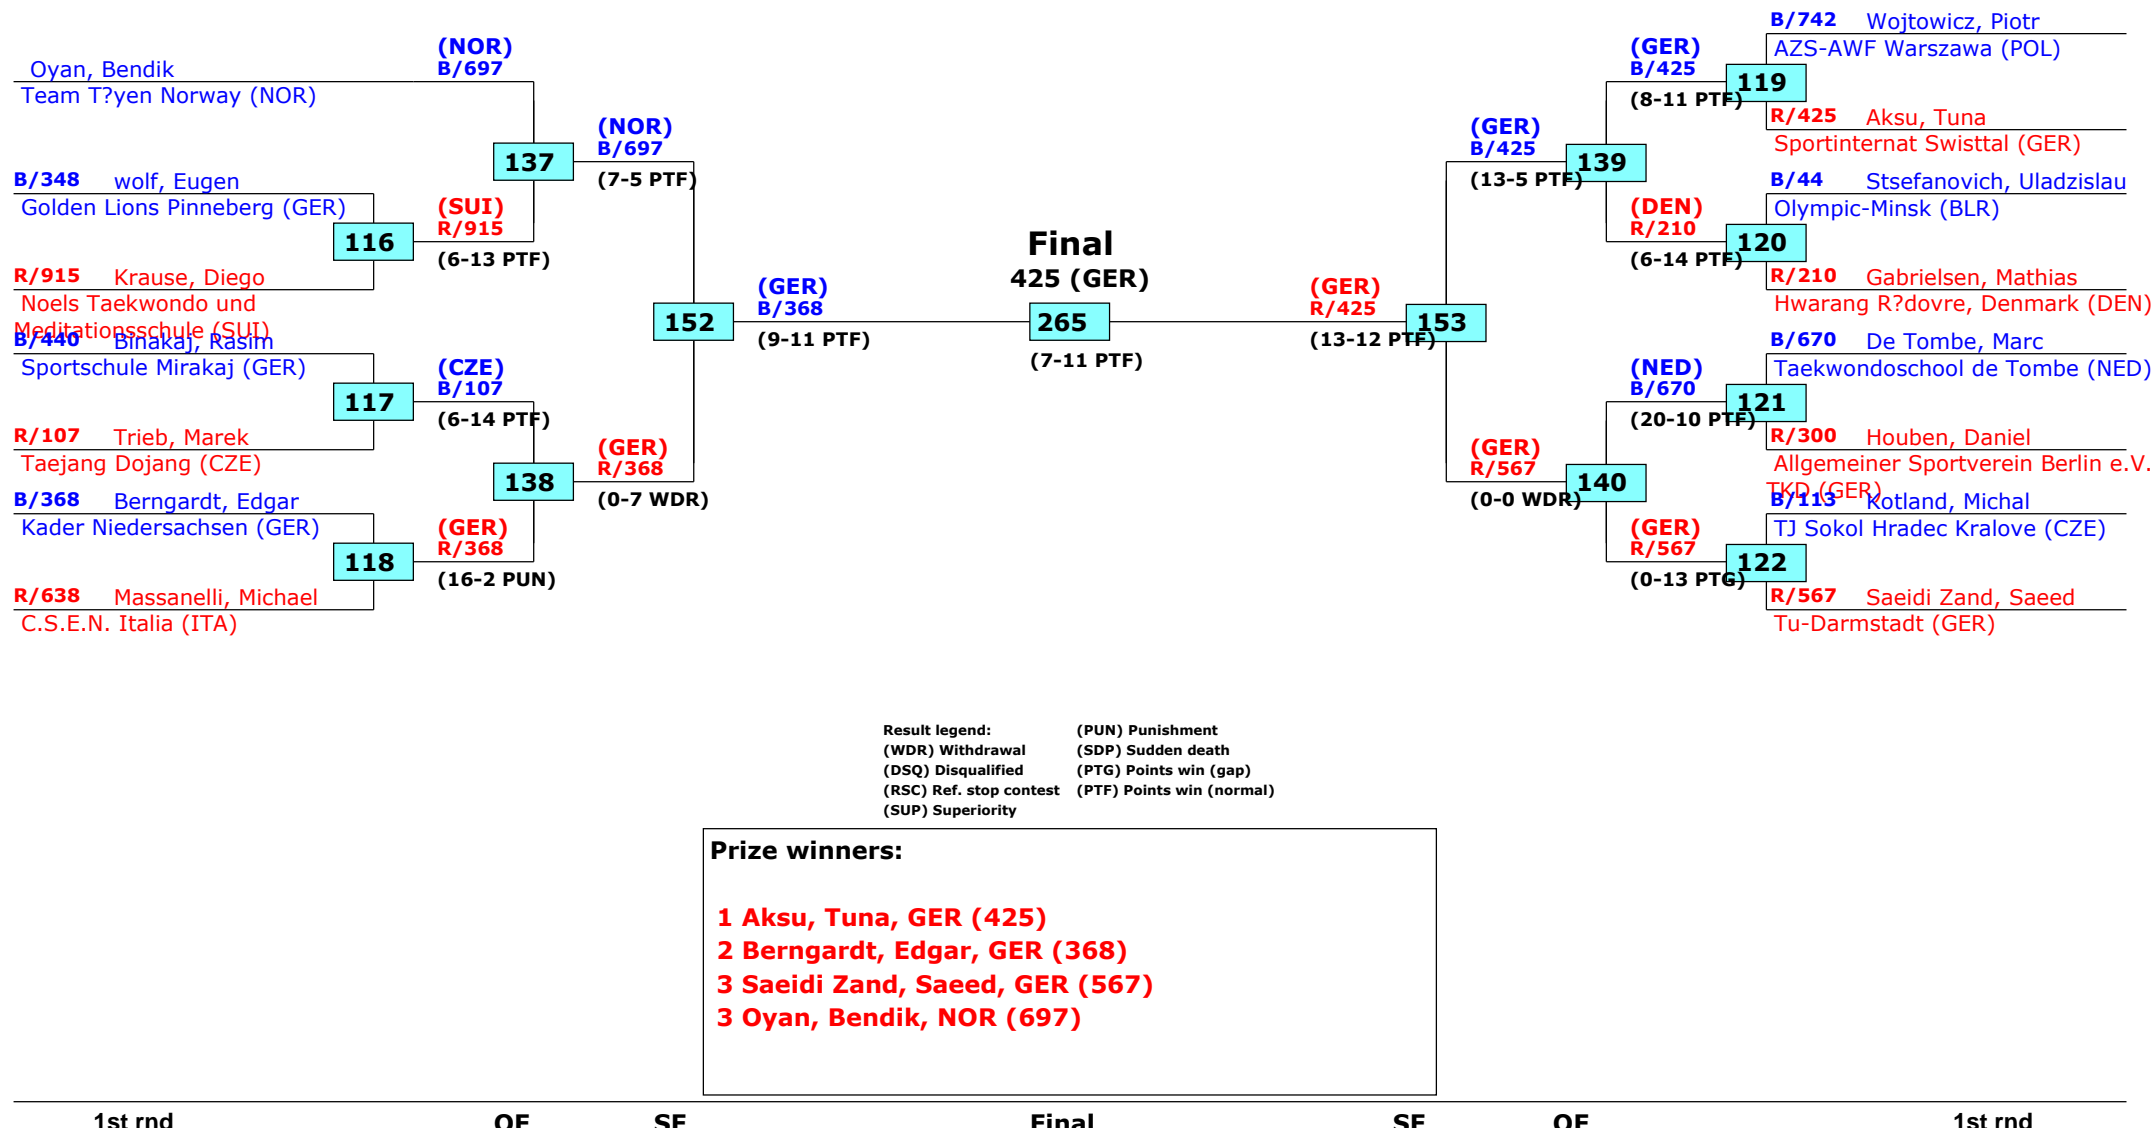 Oyan, Bendik
Team T?yen Norway (NOR)
B/348 wolf, Eugen
Golden Lions Pinneberg (GER)
R/915 Krause, Diego
Noels Taekwondo und
Meditationsschule (SUI)
B/440 Binakaj, Rasim
Sportschule Mirakaj (GER)
R/107 Trieb, Marek
Taejang Dojang (CZE)
B/368 Berngardt, Edgar
Kader Niedersachsen (GER)
R/638 Massanelli, Michael
C.S.E.N. Italia (ITA)
116
117
118
(NOR)
B/697
(SUI)
R/915
(6-13 PTF)
(CZE)
B/107
(6-14 PTF)
(GER)
R/368
(16-2 PUN)
137
138
(NOR)
B/697
(7-5 PTF)
(GER)
R/368
(0-7 WDR)
152
(GER)
B/368
(9-11 PTF)
Final
425 (GER)
265
(7-11 PTF)
(GER)
R/425
(13-12 PTF)
153
(GER)
B/425
(13-5 PTF)
(GER)
R/567
(0-0 WDR)
139
140
(GER)
B/425
(8-11 PTF)
(DEN)
R/210
(6-14 PTF)
(NED)
B/670
(20-10 PTF)
(GER)
R/567
(0-13 PTG)
119
120
121
122
B/742 Wojtowicz, Piotr
AZS-AWF Warszawa (POL)
R/425 Aksu, Tuna
Sportinternat Swisttal (GER)
B/44 Stsefanovich, Uladzislau
Olympic-Minsk (BLR)
R/210 Gabrielsen, Mathias
Hwarang R?dovre, Denmark (DEN)
B/670 De Tombe, Marc
Taekwondoschool de Tombe (NED)
R/300 Houben, Daniel
Allgemeiner Sportverein Berlin e.V.
TKD (GER)
B/113 Kotland, Michal
TJ Sokol Hradec Kralove (CZE)
R/567 Saeidi Zand, Saeed
Tu-Darmstadt (GER)
Result legend: (PUN) Punishment
(WDR) Withdrawal (SDP) Sudden death
(DSQ) Disqualified (PTG) Points win (gap)
(RSC) Ref. stop contest (PTF) Points win (normal)
(SUP) Superiority
Prize winners:
1 Aksu, Tuna, GER (425)
2 Berngardt, Edgar, GER (368)
3 Saeidi Zand, Saeed, GER (567)
3 Oyan, Bendik, NOR (697)
1st rnd SF Final SF 1st rnd